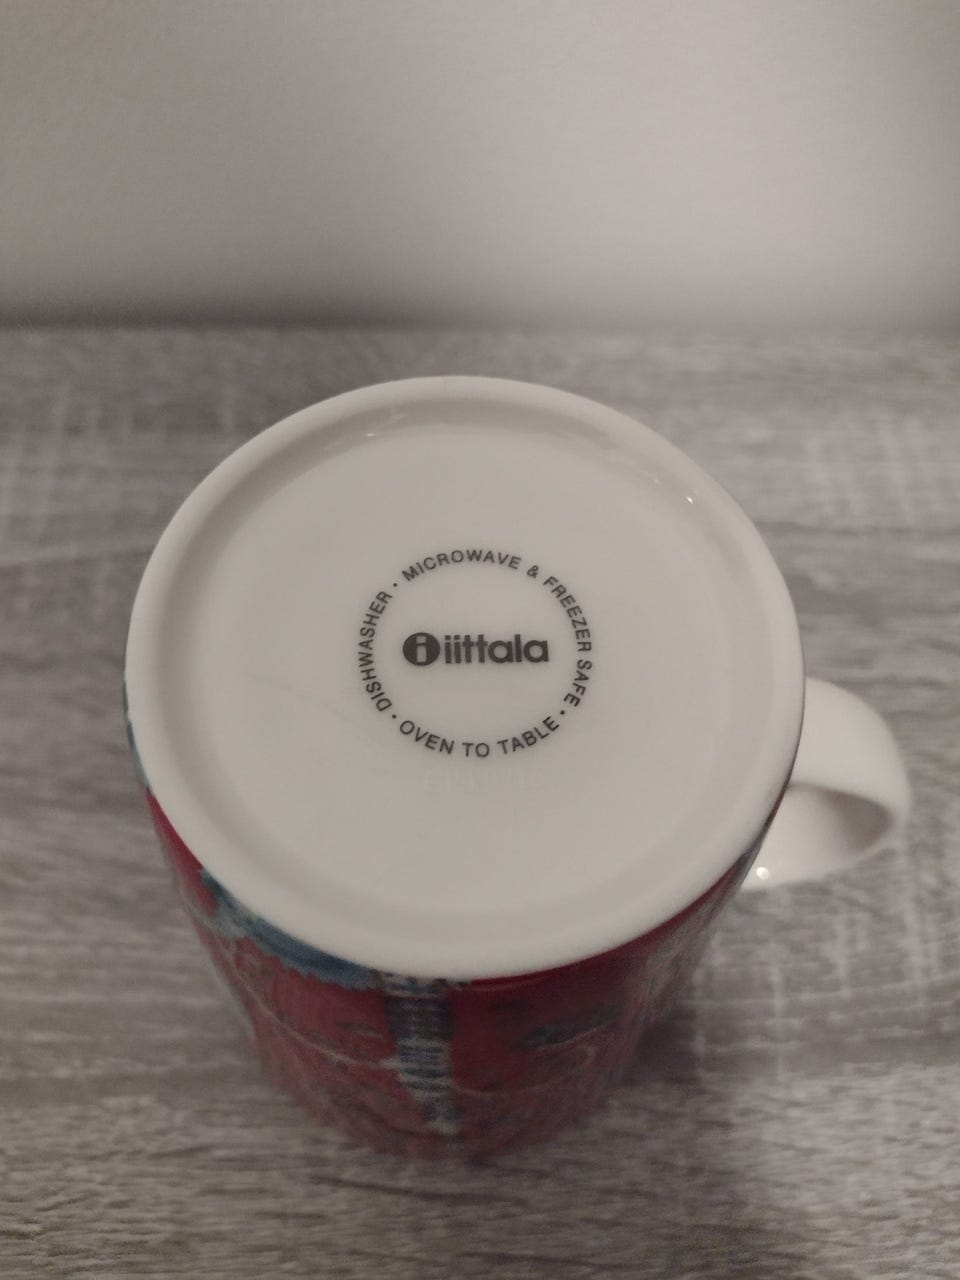 MICROWAVE & FREEZER SAFE •
OVEN TO TABLE •
DISHWASHER •
i iittala